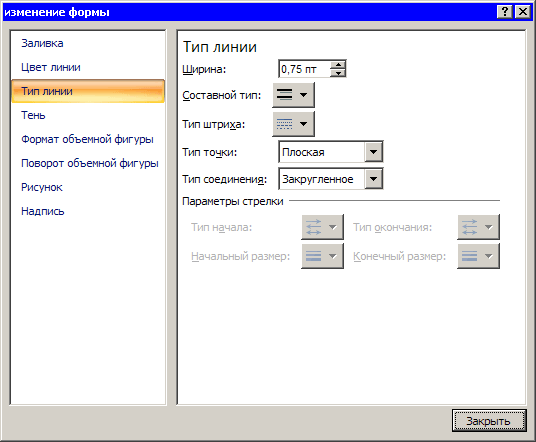 изменение формы
Заливка
Цвет линии
Тип линии
Тень
Формат объемной фигуры
Поворот объемной фигуры
Рисунок
Надпись
Тип линии
Ширина: 0,75 пт
Составной тип:
Тип штриха:
Тип точки: Плоская
Тип соединения: Закругленное
Параметры стрелки
Тип начала: Тип окончания:
Начальный размер: Конечный размер:
Закрыть